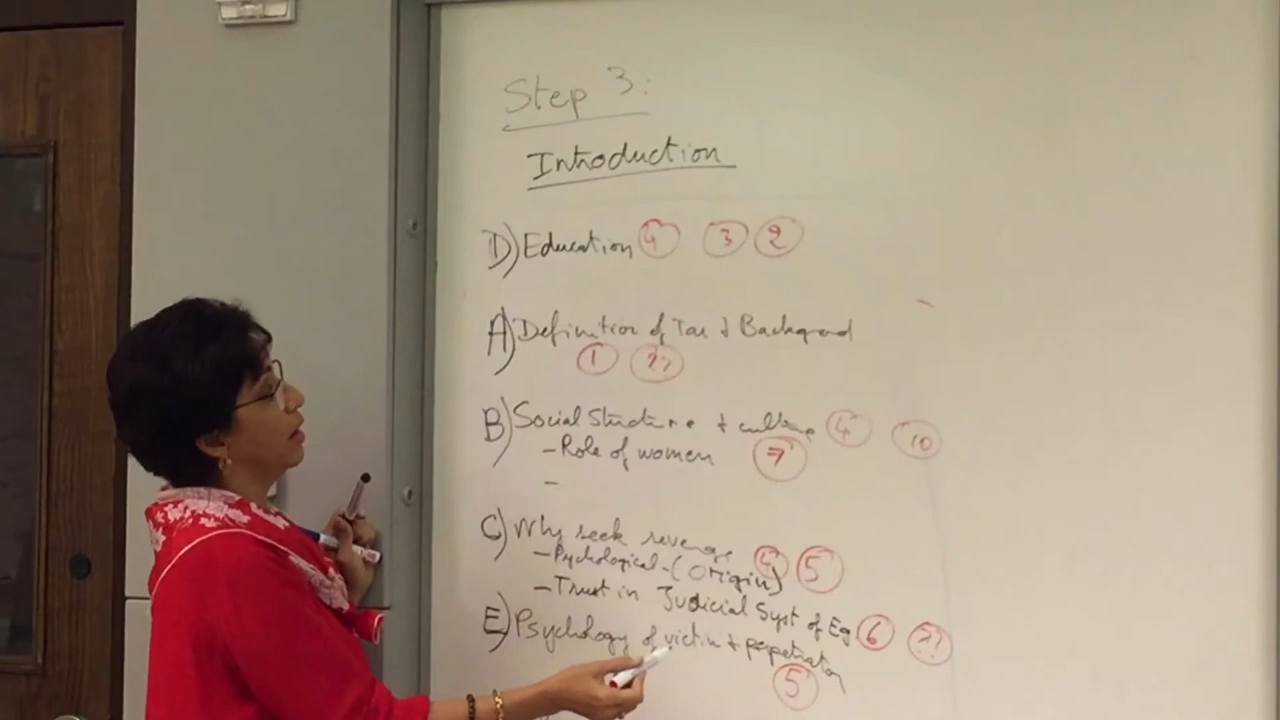 Step 3:
Introduction
D) Education 4 3 2
A) Definition of Tar & Background
1 ??
B) Social Structure + culture 4 10
- Role of women 7
-
C) Why seek revenge 4 5
- Psychological - (Origin)
- Trust in Judicial Syst of Eg 6 ??
E) Psychology of victim + perpetrator
5